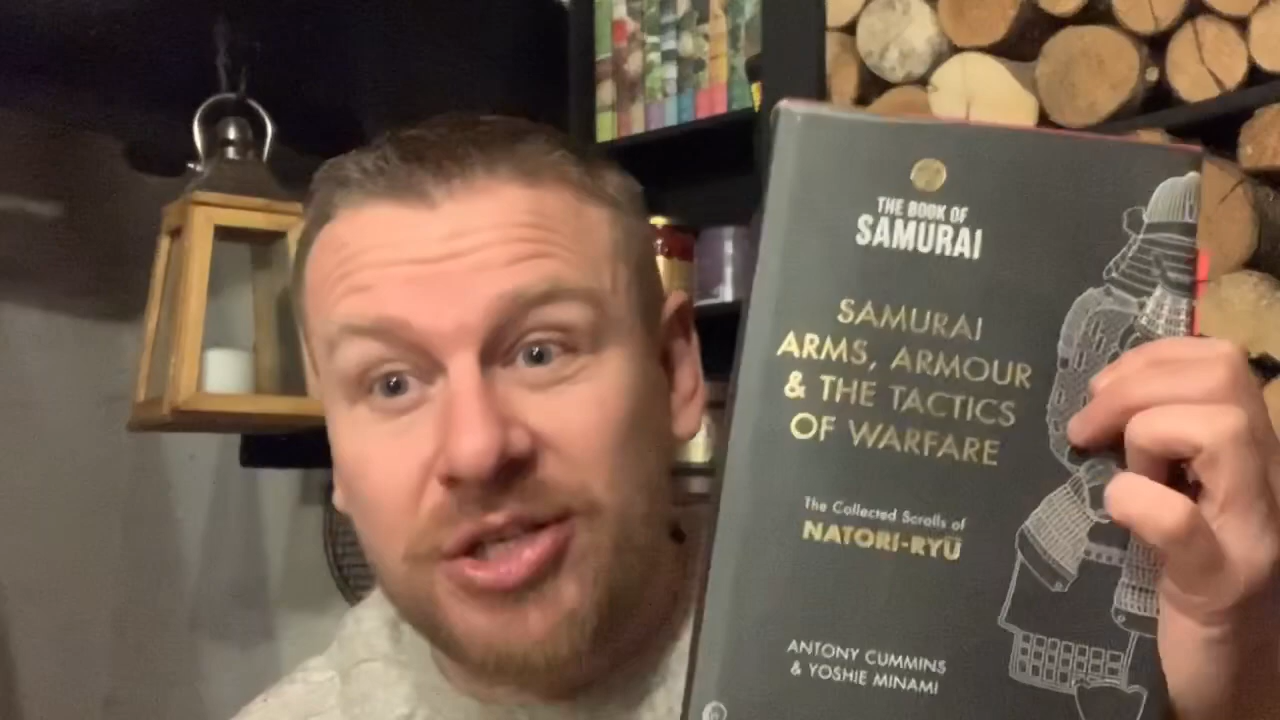 THE BOOK OF
SAMURAI
SAMURAI
ARMS, ARMOUR
& THE TACTICS
OF WARFARE
The Collected Scrolls of
NATORI-RYŪ
ANTONY CUMMINS
& YOSHIE MINAMI